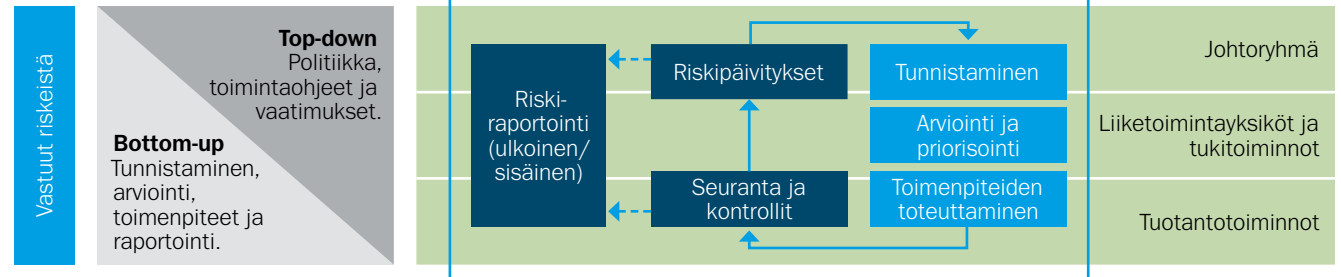 Vastuut riskeistä
Top-down
Politiikka,
toimintaohjeet ja
vaatimukset.
Bottom-up
Tunnistaminen,
arviointi,
toimenpiteet ja
raportointi.
Riski-
raportointi
(ulkoinen/
sisäinen)
Riskipäivitykset
Seuranta ja
kontrollit
Tunnistaminen
Arviointi ja
priorisointi
Toimenpiteiden
toteuttaminen
Johtoryhmä
Liiketoimintayksiköt ja
tukitoiminnot
Tuotantotoiminnot